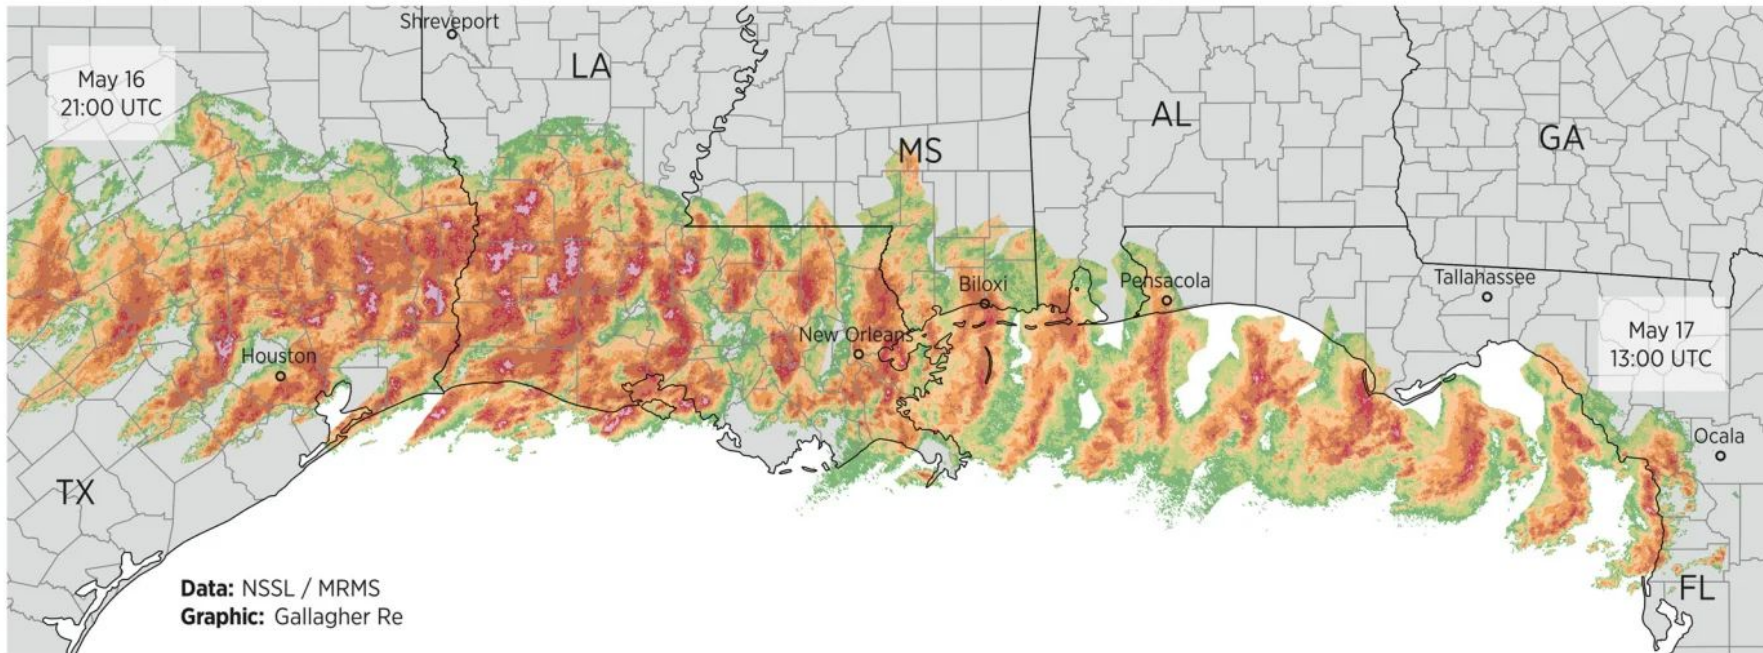 Shreveport
LA
May 16
21:00 UTC
AL
GA
MS
Biloxi
Pensacola
Tallahassee
New Orleans
Houston
May 17
13:00 UTC
Ocala
TX
Data: NSSL / MRMS
Graphic: Gallagher Re
FL